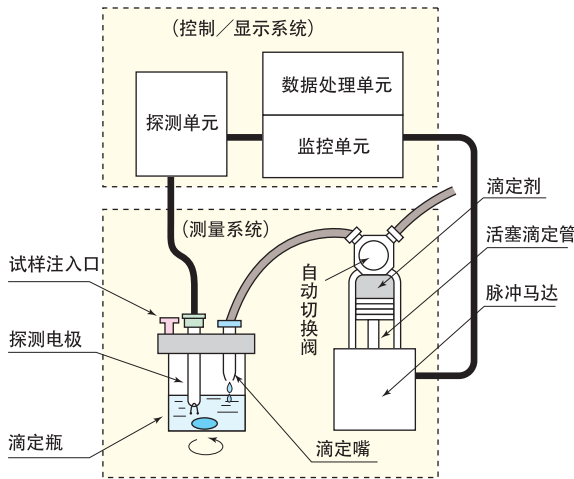 （控制／显示系统）
探测单元
数据处理单元
监控单元
（测量系统）
滴定剂
活塞滴定管
脉冲马达
自动切换阀
试样注入口
探测电极
滴定瓶
滴定嘴